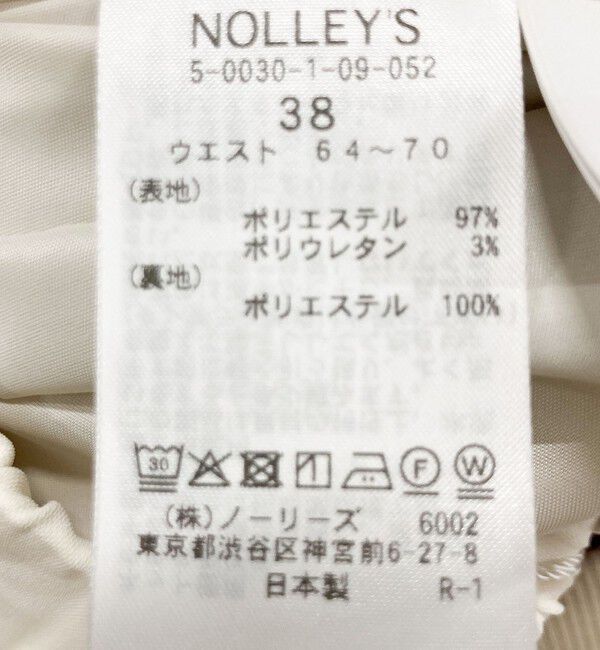 NOLLEY'S
5-0030-1-09-052
38
ウエスト 64～70
(表地)
ポリエステル 97%
ポリウレタン 3%
(裏地)
ポリエステル 100%
30 F W
(株)ノーリーズ 6002
東京都渋谷区神宮前6-27-8
日本製 R-1